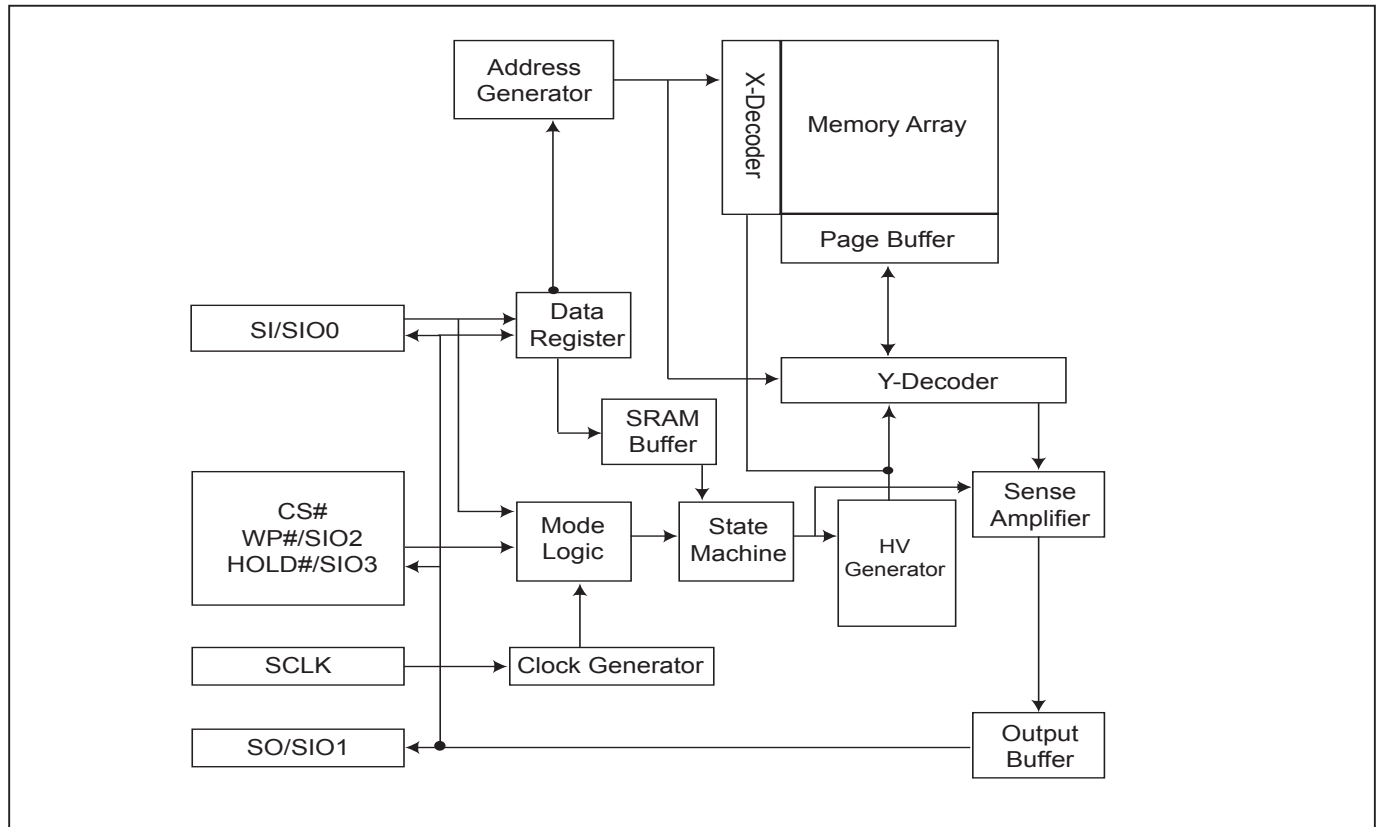 Address
Generator
X-Decoder
Memory Array
Page Buffer
SI/SIO0
Data
Register
Y-Decoder
SRAM
Buffer
CS#
WP#/SIO2
HOLD#/SIO3
Mode
Logic
State
Machine
HV
Generator
Sense
Amplifier
SCLK
Clock Generator
SO/SIO1
Output
Buffer